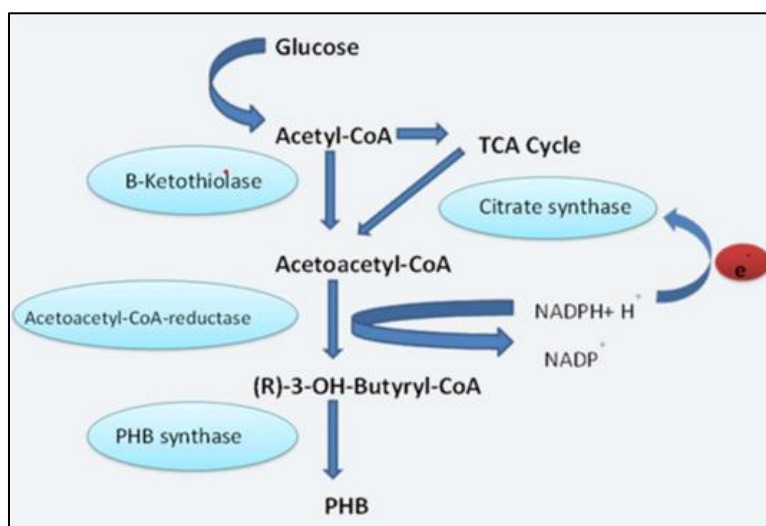 Glucose
Acetyl-CoA
TCA Cycle
B-Ketothiolase
Citrate synthase
Acetoacetyl-CoA
e-
Acetoacetyl-CoA-reductase
NADPH+ H+
NADP+
(R)-3-OH-Butyryl-CoA
PHB synthase
PHB